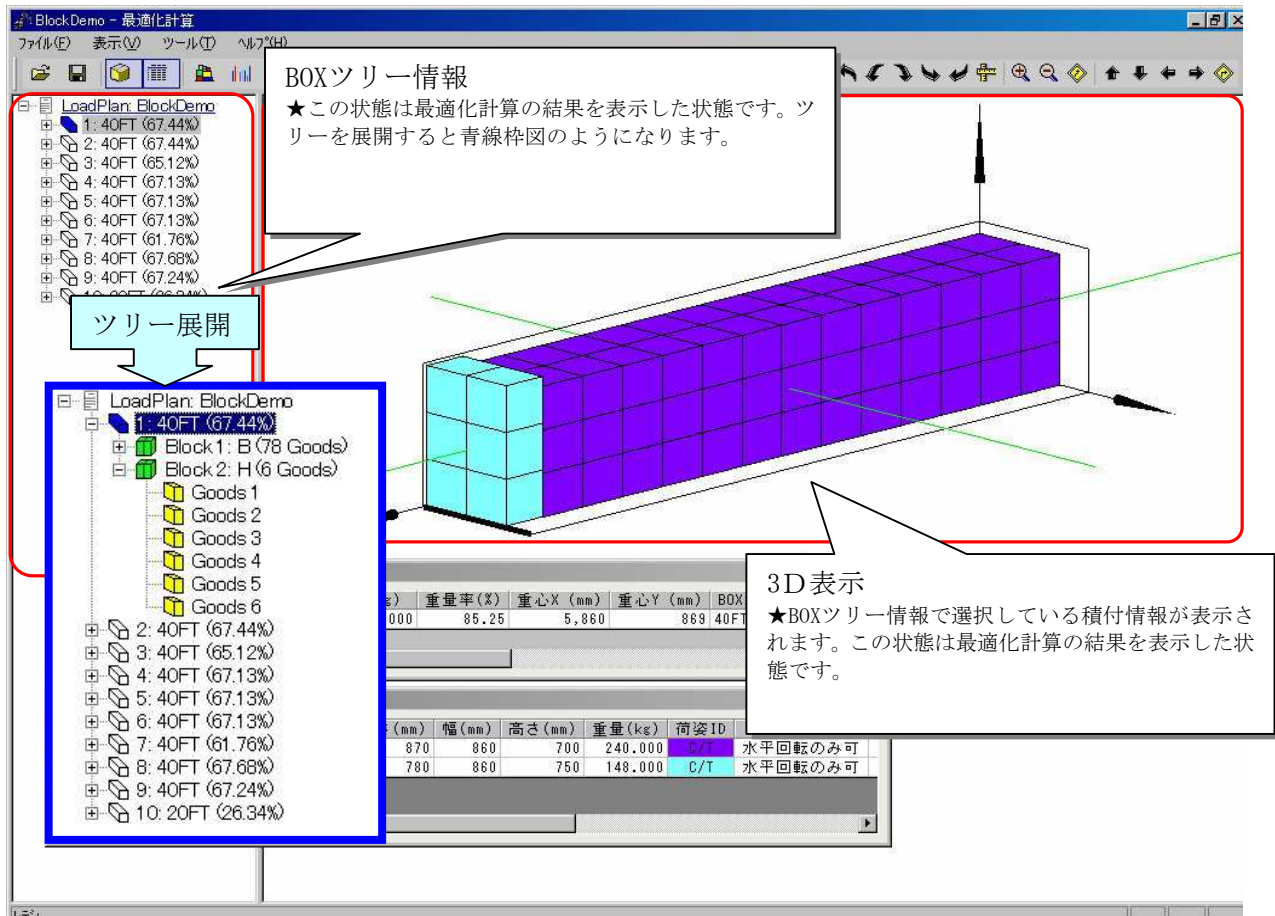 BlockDemo - 最適化計算
ファイル(F) 表示(V) ツール(T) ヘルプ(H)
BOXツリー情報
★この状態は最適化計算の結果を表示した状態です。ツ
リーを展開すると青線枠図のようになります。
LoadPlan: BlockDemo
1: 40FT (67.44%)
2: 40FT (67.44%)
3: 40FT (65.12%)
4: 40FT (67.13%)
5: 40FT (67.13%)
6: 40FT (67.13%)
7: 40FT (61.76%)
8: 40FT (67.68%)
9: 40FT (67.24%)
10: 20FT (26.34%)
ツリー展開
LoadPlan: BlockDemo
1: 40FT (67.44%)
Block 1: B (78 Goods)
Block 2: H (6 Goods)
Goods 1
Goods 2
Goods 3
Goods 4
Goods 5
Goods 6
2: 40FT (67.44%)
3: 40FT (65.12%)
4: 40FT (67.13%)
5: 40FT (67.13%)
6: 40FT (67.13%)
7: 40FT (61.76%)
8: 40FT (67.68%)
9: 40FT (67.24%)
10: 20FT (26.34%)
3D表示
★BOXツリー情報で選択している積付情報が表示さ
れます。この状態は最適化計算の結果を表示した状
態です。
重量率(%) 重心X (mm) 重心Y (mm) BOX
000 85.25 5,860 869 40FT
(mm) 幅(mm) 高さ(mm) 重量(kg) 荷姿ID
870 860 700 240.000 C/T 水平回転のみ可
780 860 750 148.000 C/T 水平回転のみ可